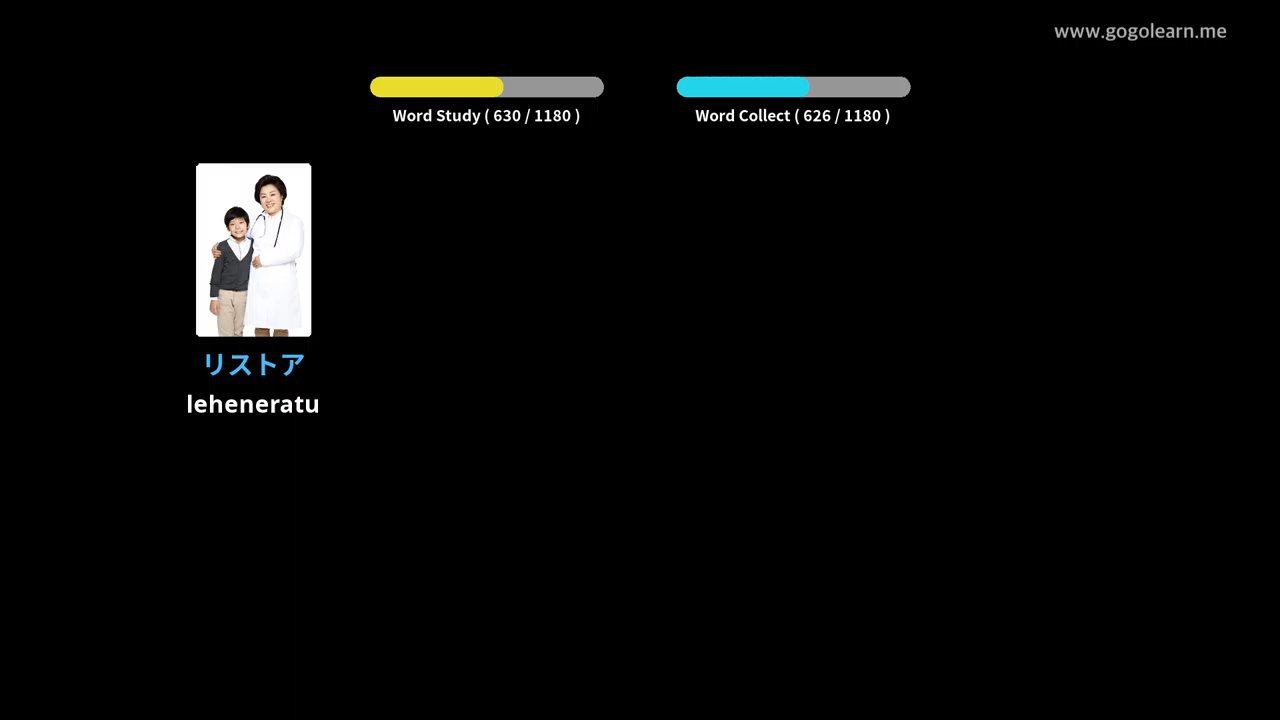 www.gogolearn.me
Word Study ( 630 / 1180 )
Word Collect ( 626 / 1180 )
リストア
leheneratu